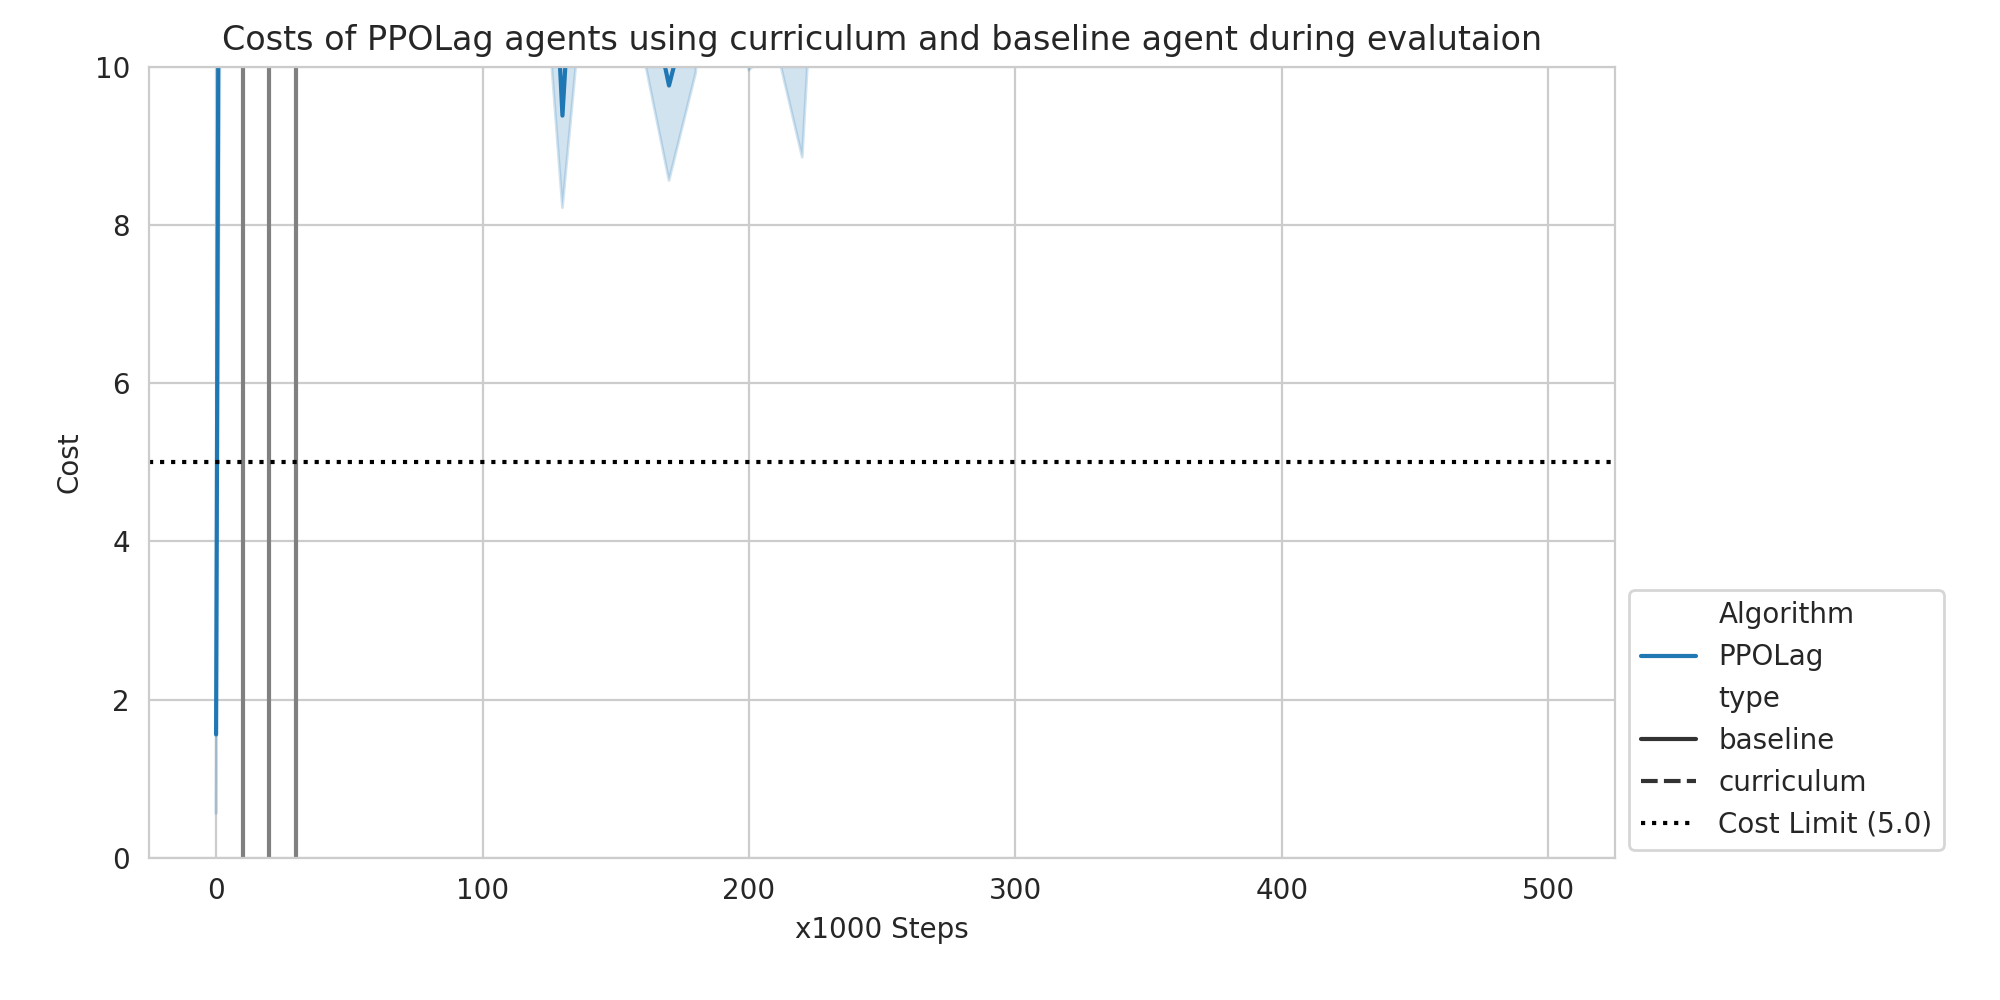 Costs of PPOLag agents using curriculum and baseline agent during evalutaion
10
8
6
4
2
0
Cost
0 100 200 300 400 500
x1000 Steps
Algorithm
PPOLag
type
baseline
curriculum
Cost Limit (5.0)